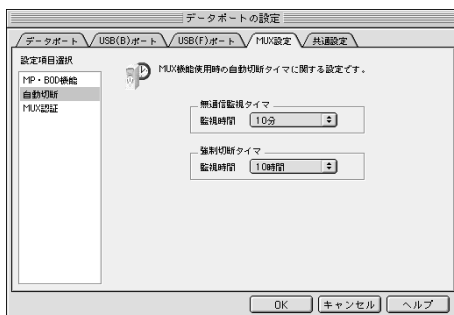 データポートの設定
データポート
USB(B)ポート
USB(F)ポート
MUX設定
共通設定
設定項目選択
MP・BOD機能
自動切断
MUX認証
MUX機能使用時の自動切断タイマに関する設定です。
無通信監視タイマ
監視時間 10分
強制切断タイマ
監視時間 10時間
OK
キャンセル
ヘルプ